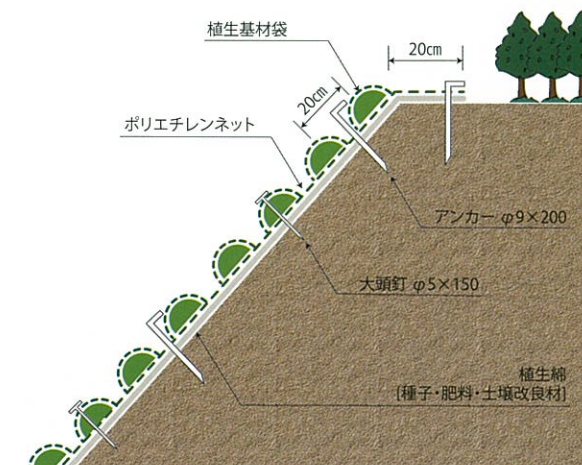 植生基材袋
20㎝
20㎝
ポリエチレンネット
アンカー φ9×200
大頭釘 φ5×150
植生綿
[種子・肥料・土壌改良材]